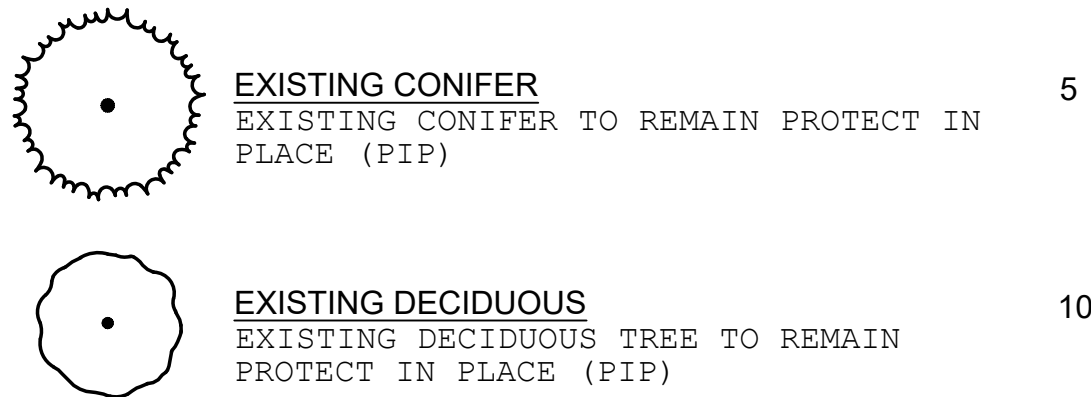 EXISTING CONIFER 5
EXISTING CONIFER TO REMAIN PROTECT IN
PLACE (PIP)
EXISTING DECIDUOUS 10
EXISTING DECIDUOUS TREE TO REMAIN
PROTECT IN PLACE (PIP)